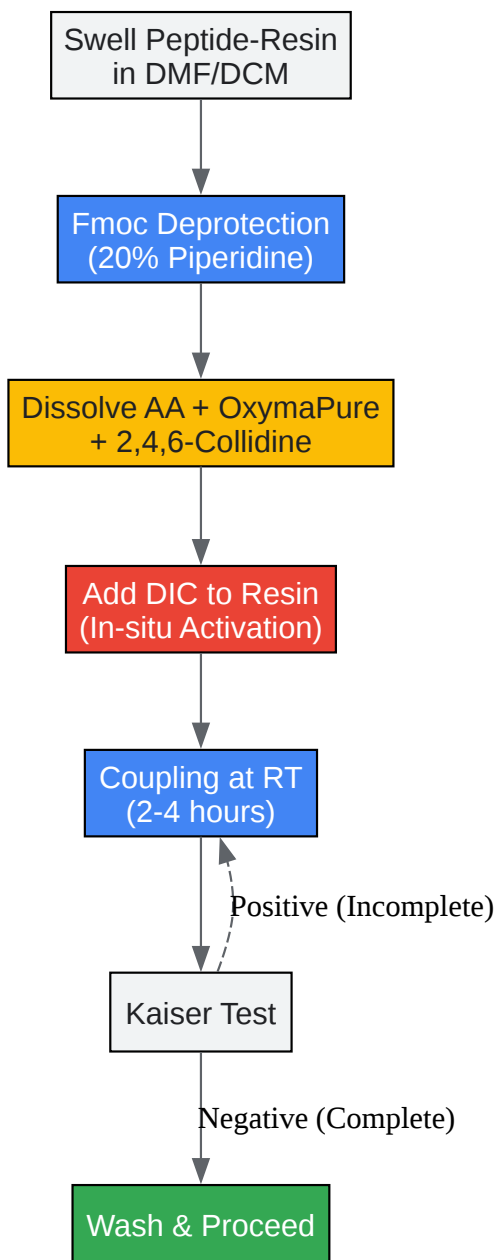 Swell Peptide-Resin
in DMF/DCM
Fmoc Deprotection
(20% Piperidine)
Dissolve AA + OxymaPure
+ 2,4,6-Collidine
Add DIC to Resin
(In-situ Activation)
Coupling at RT
(2-4 hours)
Positive (Incomplete)
Kaiser Test
Negative (Complete)
Wash & Proceed